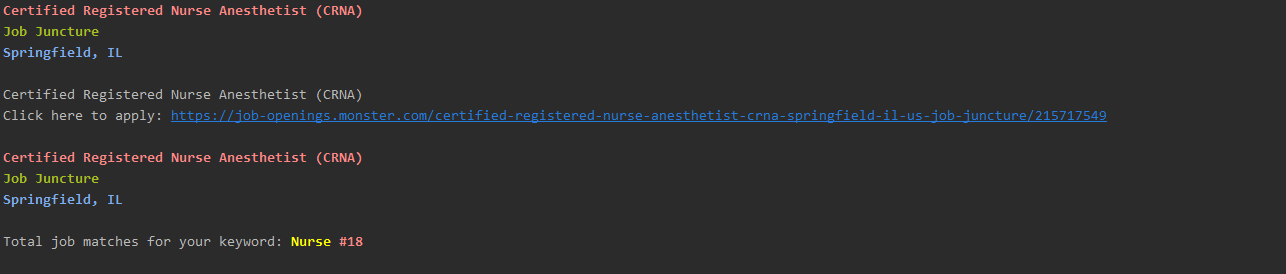 Certified Registered Nurse Anesthetist (CRNA)
Job Juncture
Springfield, IL
Certified Registered Nurse Anesthetist (CRNA)
Click here to apply: https://job-openings.monster.com/certified-registered-nurse-anesthetist-crna-springfield-il-us-job-juncture/215717549
Certified Registered Nurse Anesthetist (CRNA)
Job Juncture
Springfield, IL
Total job matches for your keyword: Nurse #18